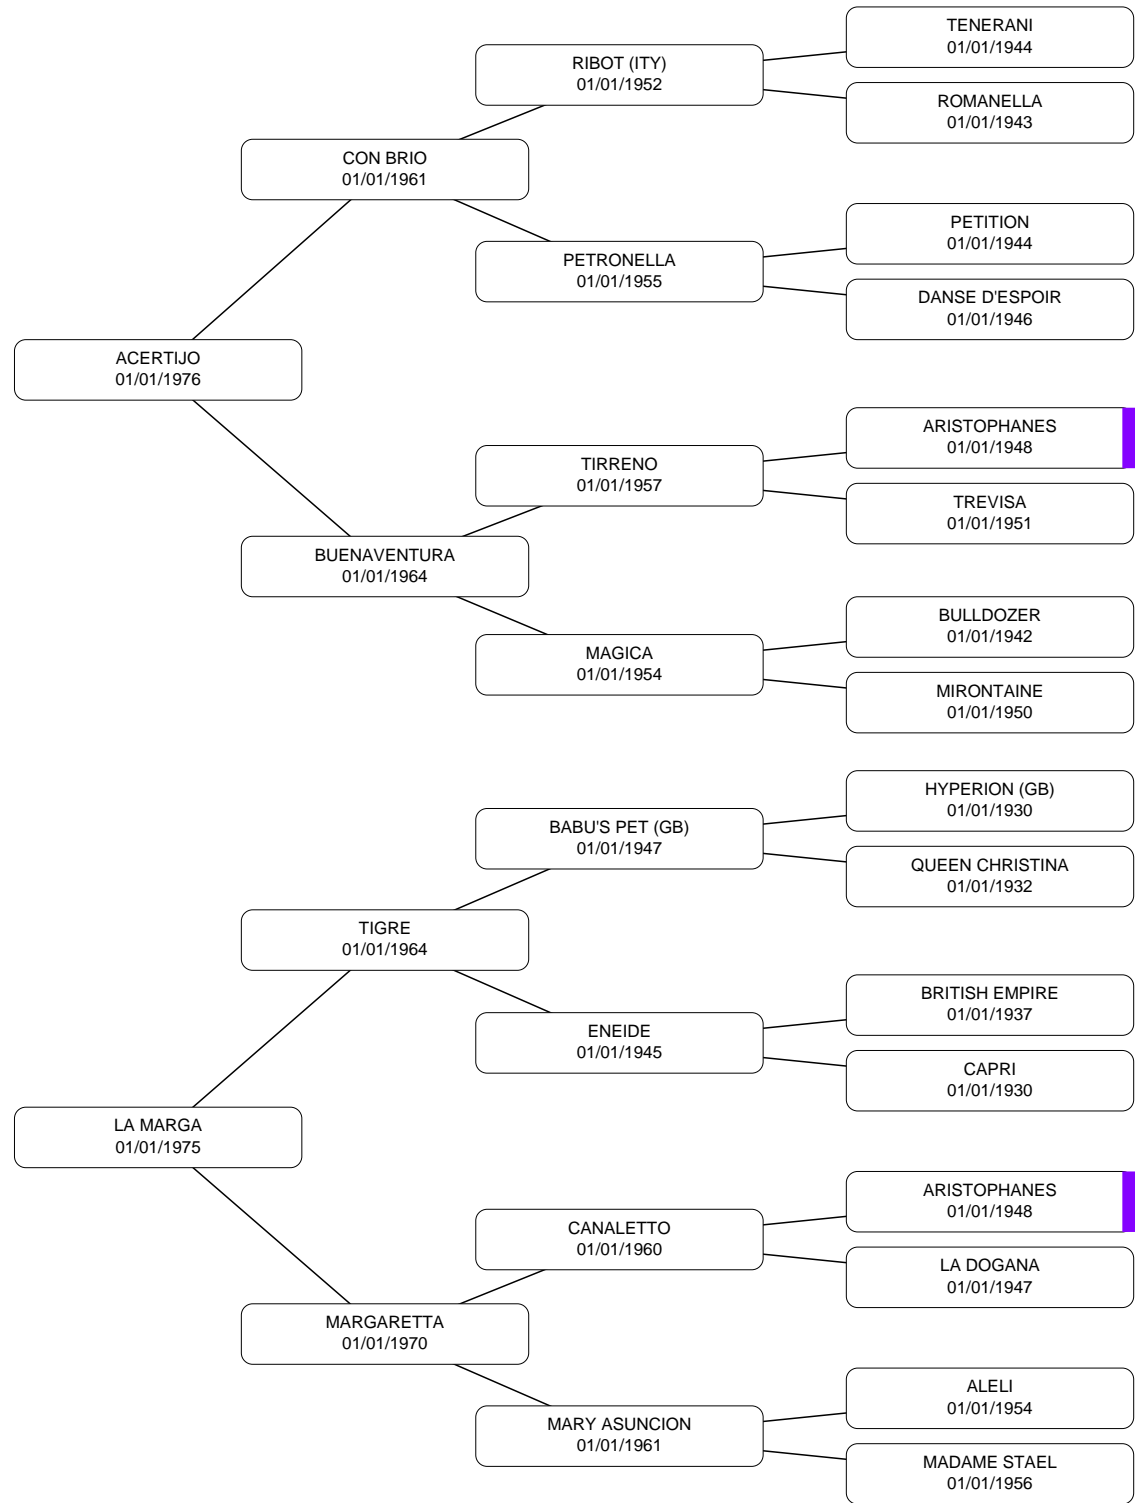 TENERANI
01/01/1944
RIBOT (ITY)
01/01/1952
ROMANELLA
01/01/1943
CON BRIO
01/01/1961
PETITION
01/01/1944
PETRONELLA
01/01/1955
DANSE D'ESPOIR
01/01/1946
ACERTIJO
01/01/1976
ARISTOPHANES
01/01/1948
TIRRENO
01/01/1957
TREVISA
01/01/1951
BUENAVENTURA
01/01/1964
BULLDOZER
01/01/1942
MAGICA
01/01/1954
MIRONTAINE
01/01/1950
HYPERION (GB)
01/01/1930
BABU'S PET (GB)
01/01/1947
QUEEN CHRISTINA
01/01/1932
TIGRE
01/01/1964
BRITISH EMPIRE
01/01/1937
ENEIDE
01/01/1945
CAPRI
01/01/1930
LA MARGA
01/01/1975
ARISTOPHANES
01/01/1948
CANALETTO
01/01/1960
LA DOGANA
01/01/1947
MARGARETTA
01/01/1970
ALELI
01/01/1954
MARY ASUNCION
01/01/1961
MADAME STAEL
01/01/1956